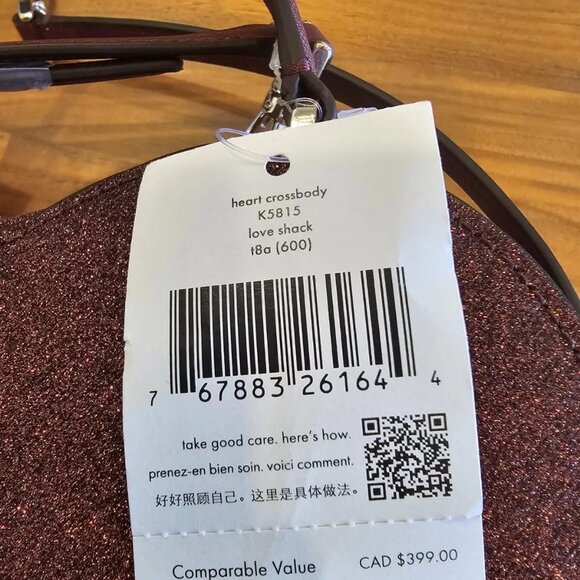 heart crossbody
K5815
love shack
t8a (600)
7 67883 26164 4
take good care. here's how.
prenez-en bien soin. voici comment.
好好照顾自己。这里是具体做法。
Comparable Value CAD $399.00